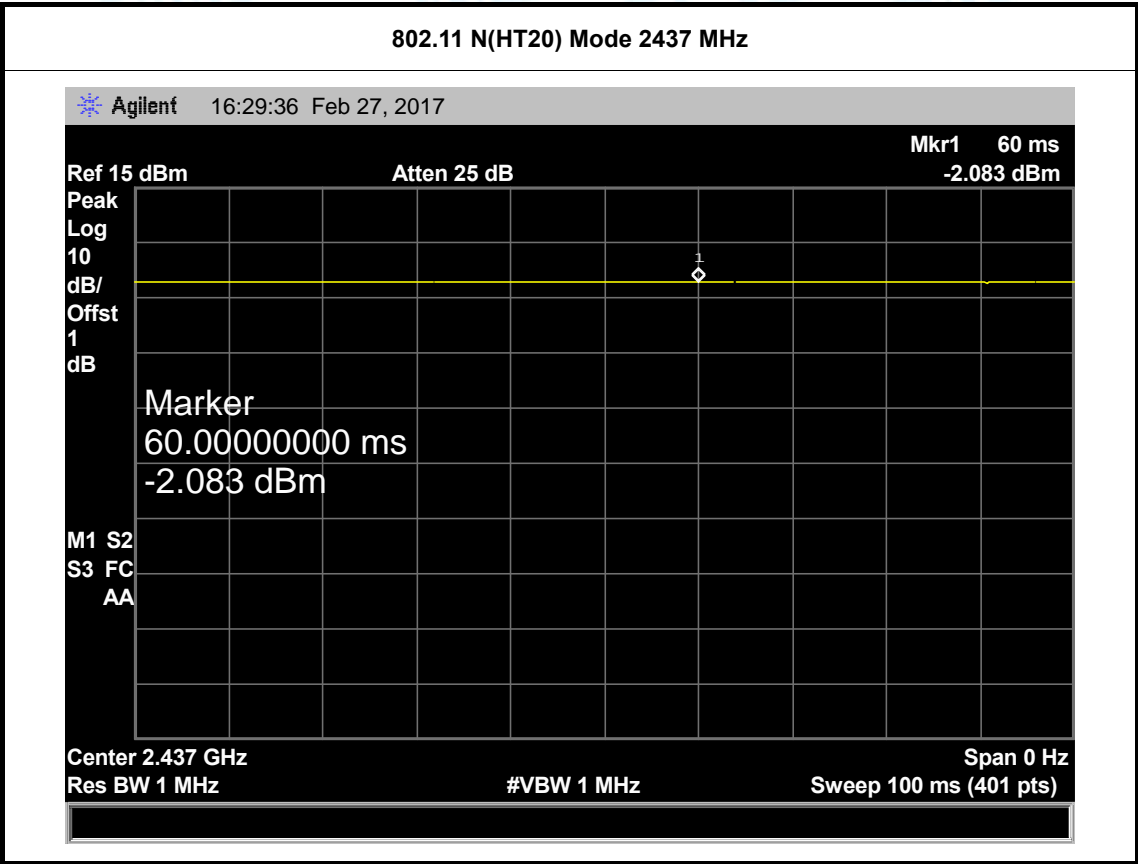 802.11 N(HT20) Mode 2437 MHz
Agilent 16:29:36 Feb 27, 2017
Mkr1 60 ms
Ref 15 dBm Atten 25 dB -2.083 dBm
Peak
Log
10
dB/
Offst
1
dB
1
Marker
60.00000000 ms
-2.083 dBm
M1 S2
S3 FC
AA
Center 2.437 GHz Span 0 Hz
Res BW 1 MHz #VBW 1 MHz Sweep 100 ms (401 pts)